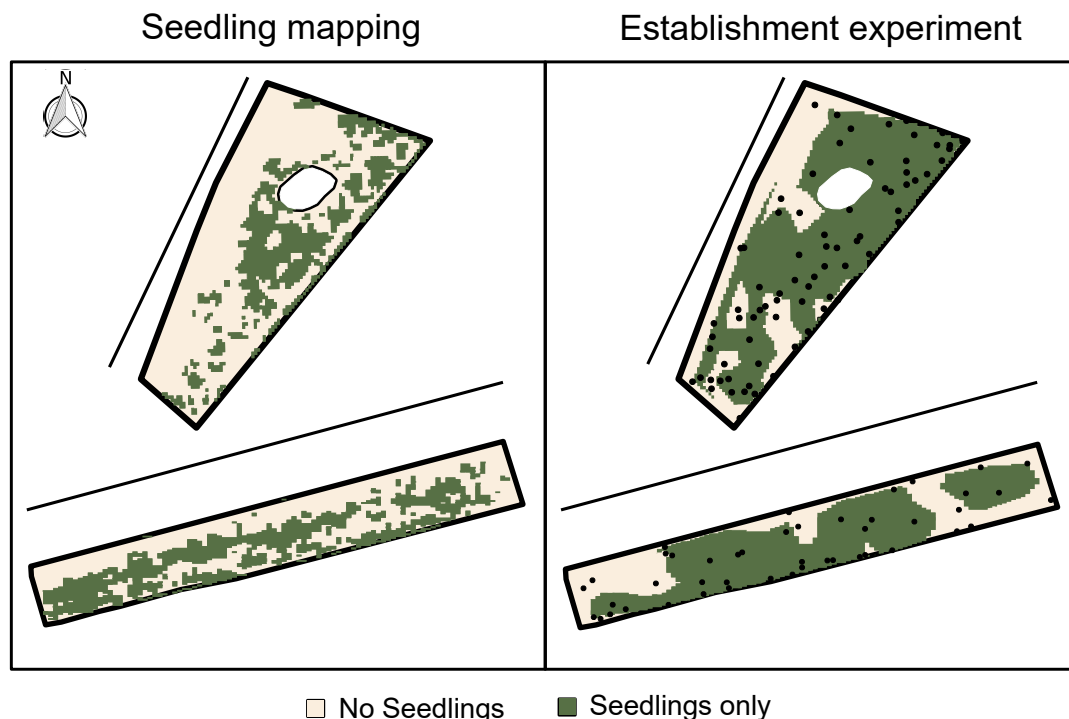 Seedling mapping
Establishment experiment
N
No Seedlings
Seedlings only